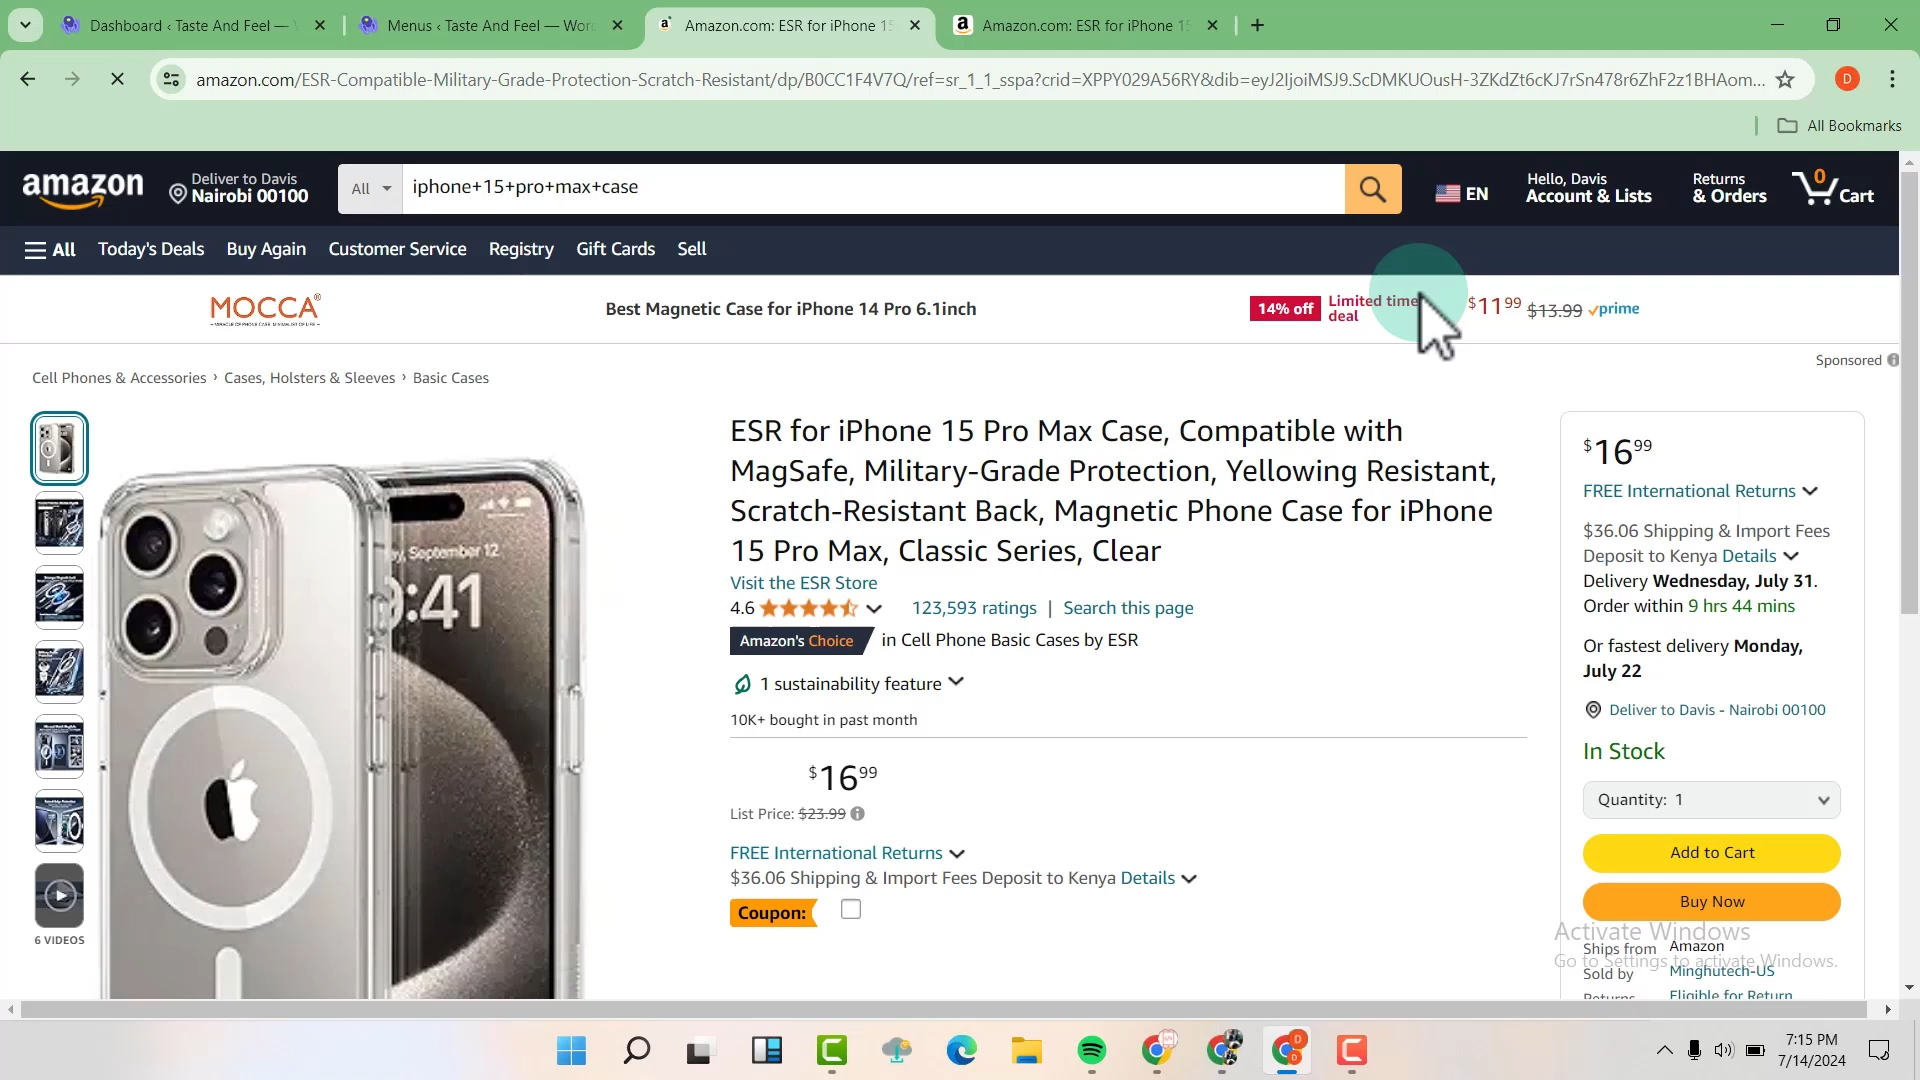 Dashboard ‹ Taste And Feel —
Menus ‹ Taste And Feel — Wor
Amazon.com: ESR for iPhone 15
Amazon.com: ESR for iPhone 15
amazon.com/ESR-Compatible-Military-Grade-Protection-Scratch-Resistant/dp/B0CC1F4V7Q/ref=sr_1_1_sspa?crid=XPPY029A56RY&dib=eyJ2IjoiMSJ9.ScDMKUOusH-3ZKdZt6cKJ7rSn478r6ZhF2z1BHAom...
D
All Bookmarks
amazon
Deliver to Davis
Nairobi 00100
All
iphone+15+pro+max+case
EN
Hello, Davis
Account & Lists
Returns
& Orders
0
Cart
All
Today's Deals
Buy Again
Customer Service
Registry
Gift Cards
Sell
MOCCA®
Best Magnetic Case for iPhone 14 Pro 6.1inch
14% off
Limited time
deal
$11.99
$13.99
prime
Sponsored
Cell Phones & Accessories › Cases, Holsters & Sleeves › Basic Cases
ESR for iPhone 15 Pro Max Case, Compatible with
MagSafe, Military-Grade Protection, Yellowing Resistant,
Scratch-Resistant Back, Magnetic Phone Case for iPhone
15 Pro Max, Classic Series, Clear
Visit the ESR Store
4.6
123,593 ratings | Search this page
Amazon's Choice in Cell Phone Basic Cases by ESR
1 sustainability feature
10K+ bought in past month
$16.99
List Price: $23.99
FREE International Returns
$36.06 Shipping & Import Fees Deposit to Kenya Details
Coupon:
September 12
9:41
6 VIDEOS
$16.99
FREE International Returns
$36.06 Shipping & Import Fees
Deposit to Kenya Details
Delivery Wednesday, July 31.
Order within 9 hrs 44 mins
Or fastest delivery Monday,
July 22
Deliver to Davis - Nairobi 00100
In Stock
Quantity: 1
Add to Cart
Buy Now
Activate Windows
Go to Settings to activate Windows.
Ships from Amazon
Sold by Minghutech-US
Returns Eligible for Return
7:15 PM
7/14/2024